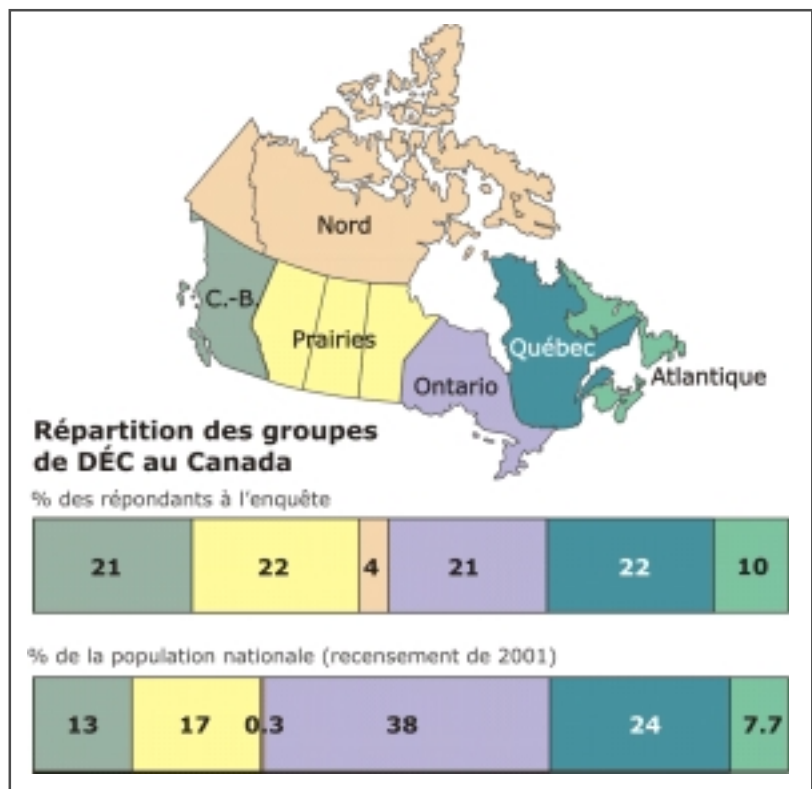 Nord
C.-B.
Prairies
Québec
Ontario
Atlantique
Répartition des groupes
de DÉC au Canada
% des répondants à l'enquête
21 22 4 21 22 10
% de la population nationale (recensement de 2001)
13 17 0.3 38 24 7.7